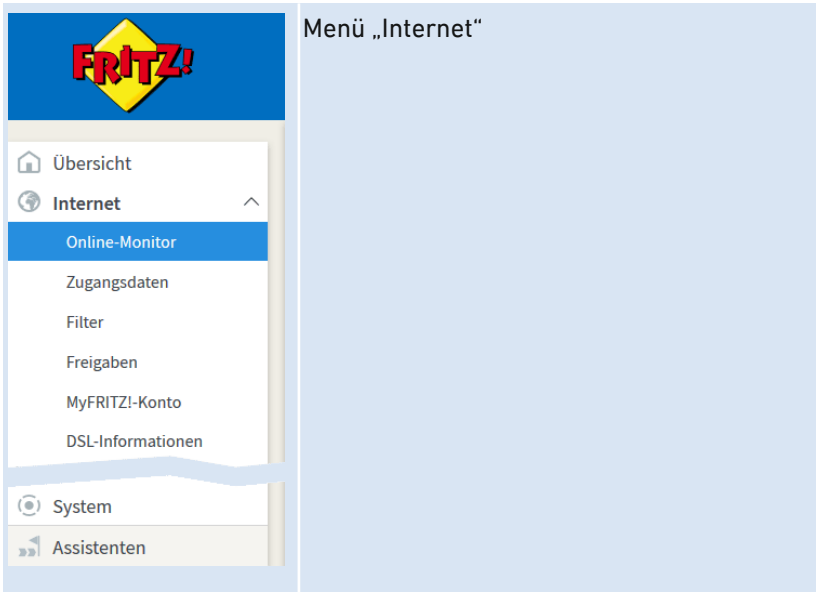 FRITZ!
Menü „Internet“
Übersicht
Internet
Online-Monitor
Zugangsdaten
Filter
Freigaben
MyFRITZ!-Konto
DSL-Informationen
System
Assistenten